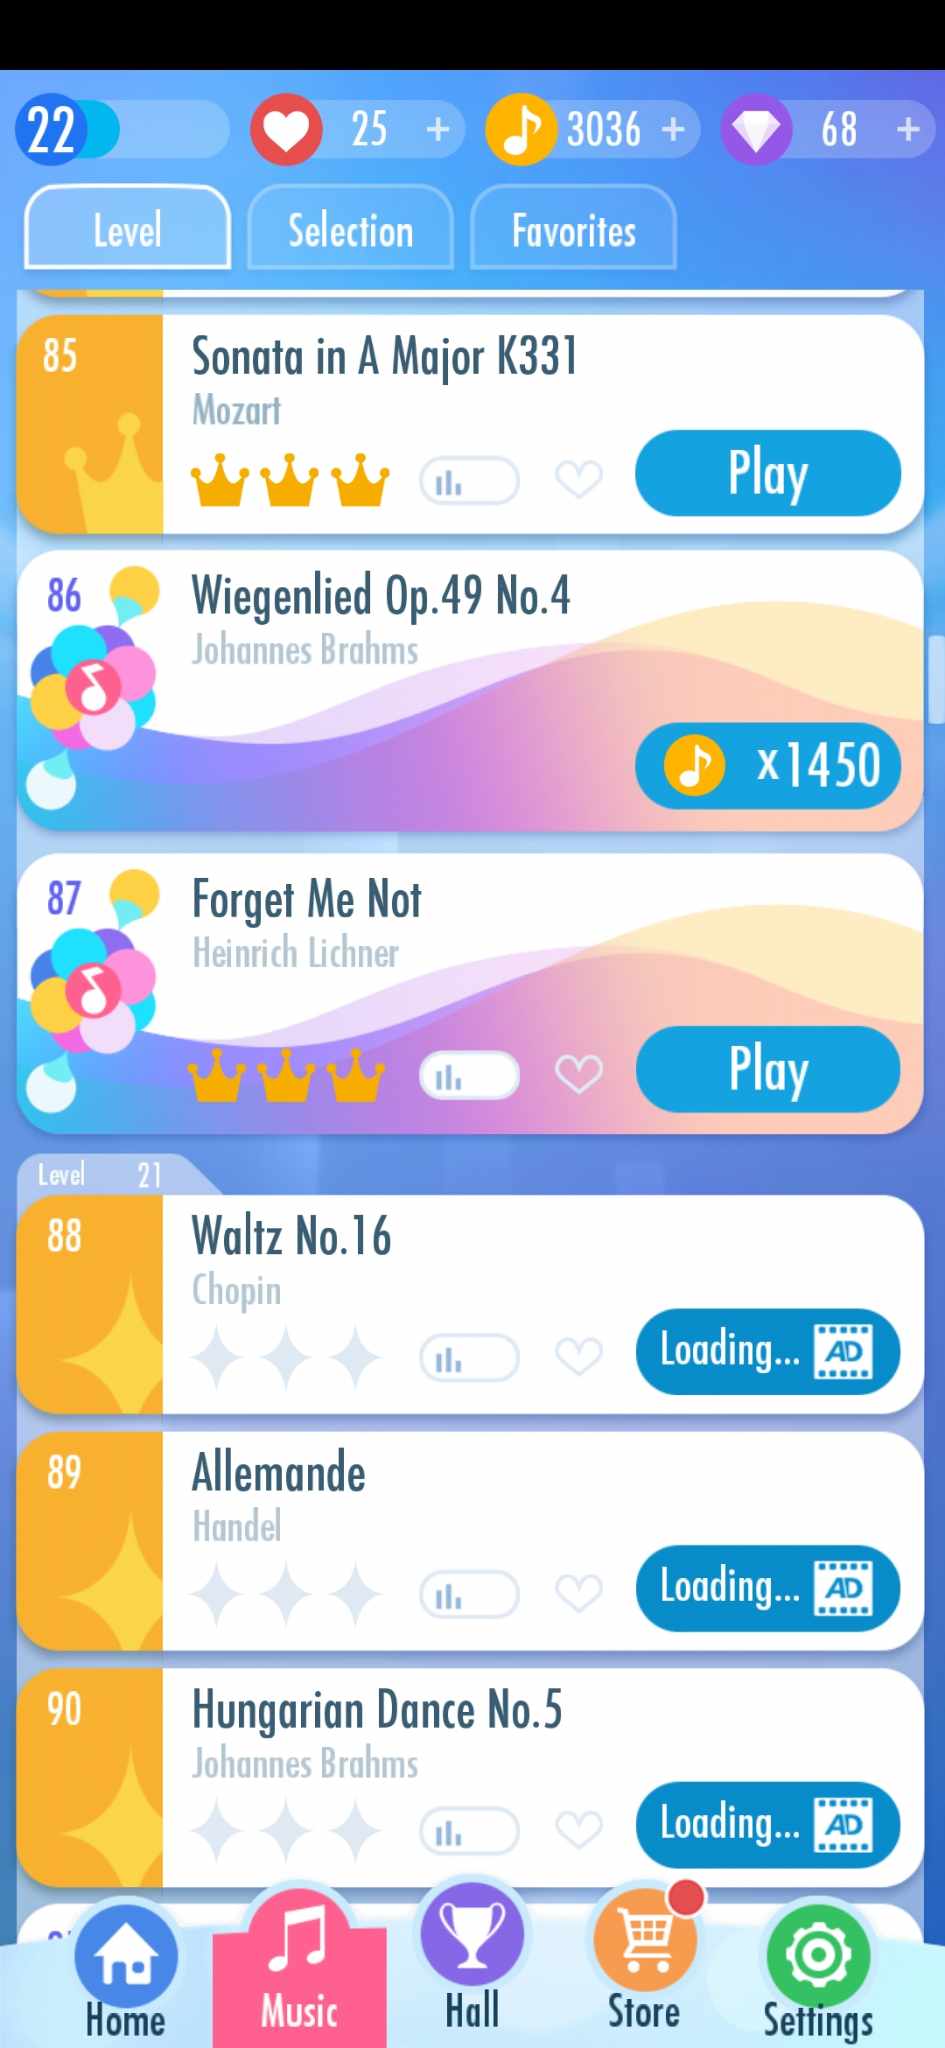 22
25 +
3036 +
68 +
Level
Selection
Favorites
85
Sonata in A Major K331
Mozart
Play
86
Wiegenlied Op.49 No.4
Johannes Brahms
x1450
87
Forget Me Not
Heinrich Lichner
Play
Level 21
88
Waltz No.16
Chopin
Loading... AD
89
Allemande
Handel
Loading... AD
90
Hungarian Dance No.5
Johannes Brahms
Loading... AD
Home
Music
Hall
Store
Settings